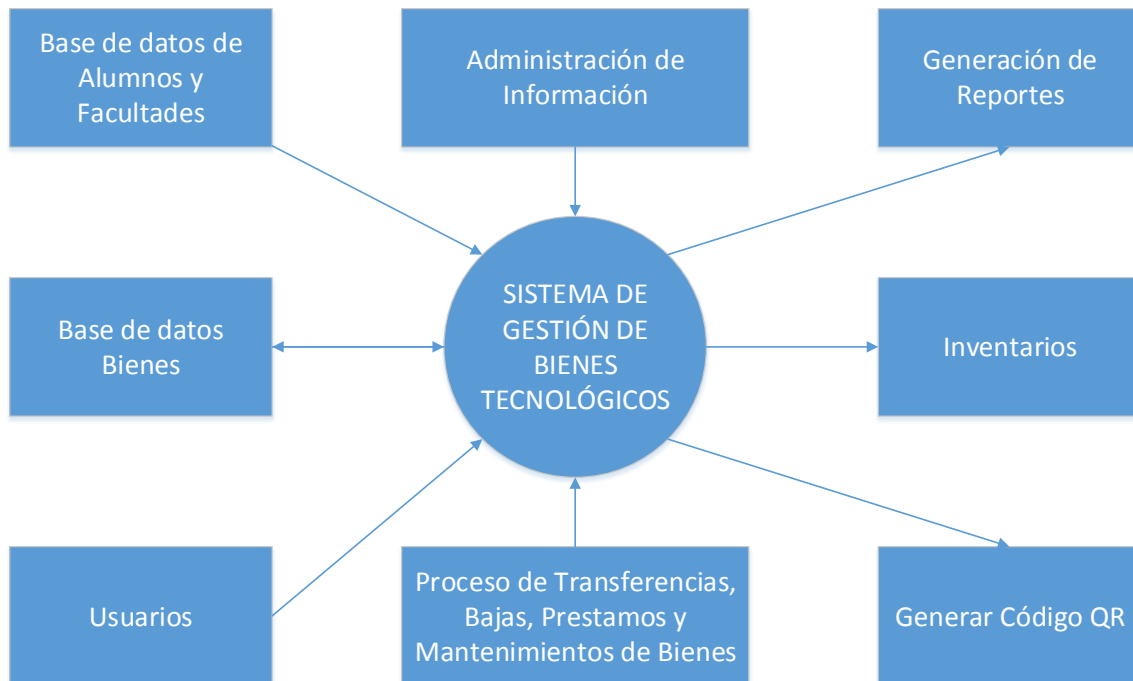 Base de datos de
Alumnos y
Facultades
Administración de
Información
Generación de
Reportes
Base de datos
Bienes
SISTEMA DE
GESTIÓN DE
BIENES
TECNOLÓGICOS
Inventarios
Usuarios
Proceso de Transferencias,
Bajas, Prestamos y
Mantenimientos de Bienes
Generar Código QR